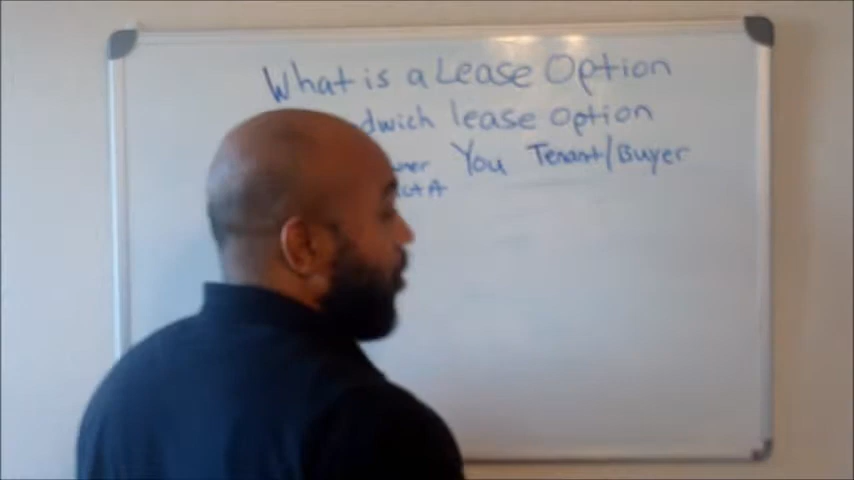 What is a Lease Option
dwich lease option
You Tenant/Buyer